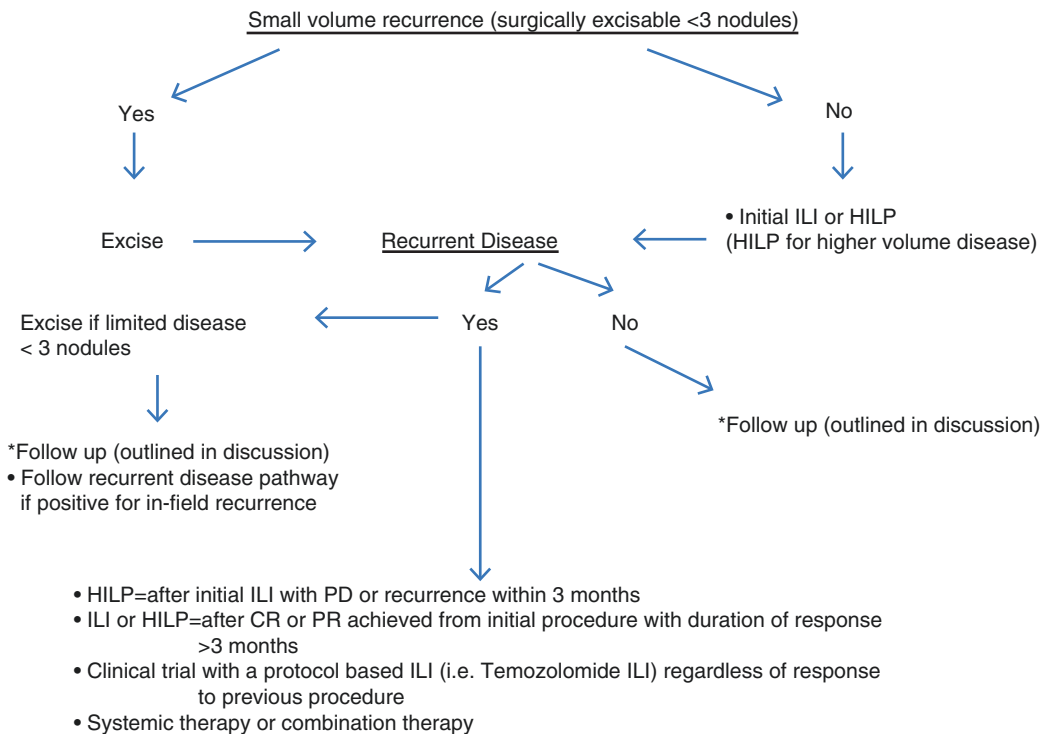 Small volume recurrence (surgically excisable <3 nodules)
Yes
No
Excise
Recurrent Disease
• Initial ILI or HILP
(HILP for higher volume disease)
Excise if limited disease
< 3 nodules
Yes
No
*Follow up (outlined in discussion)
• Follow recurrent disease pathway
if positive for in-field recurrence
*Follow up (outlined in discussion)
• HILP=after initial ILI with PD or recurrence within 3 months
• ILI or HILP=after CR or PR achieved from initial procedure with duration of response
>3 months
• Clinical trial with a protocol based ILI (i.e. Temozolomide ILI) regardless of response
to previous procedure
• Systemic therapy or combination therapy